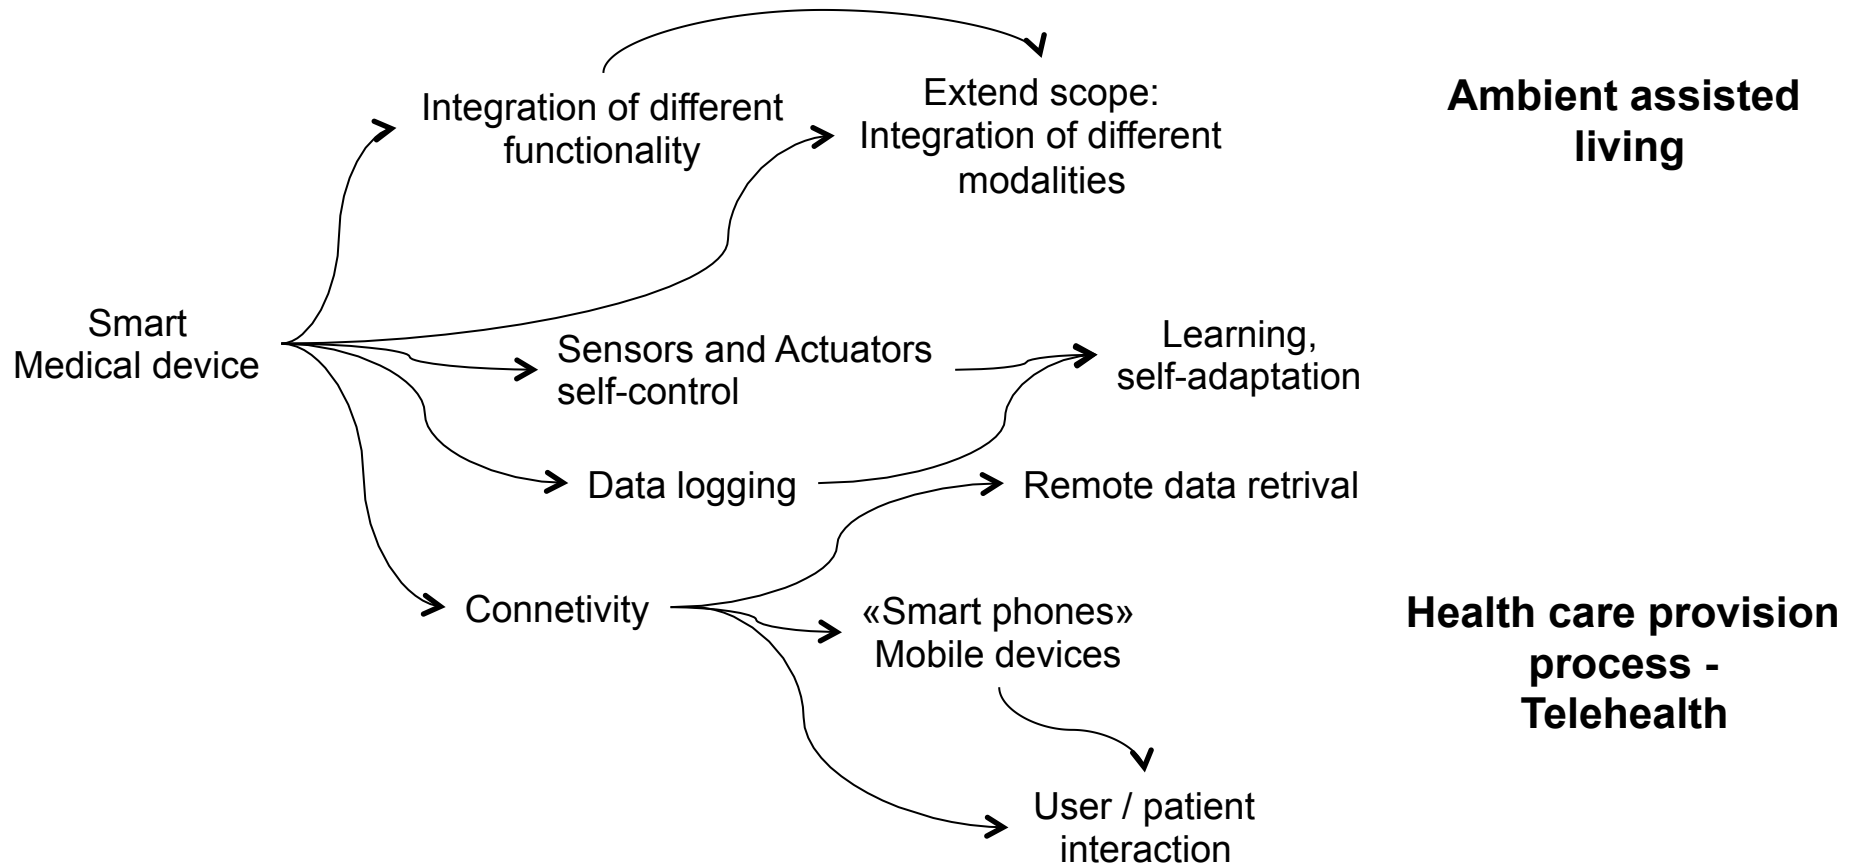 Integration of different
functionality
Extend scope:
Integration of different
modalities
Ambient assisted
living
Smart
Medical device
Sensors and Actuators
self-control
Learning,
self-adaptation
Data logging
Remote data retrival
Connetivity
«Smart phones»
Mobile devices
Health care provision
process -
Telehealth
User / patient
interaction